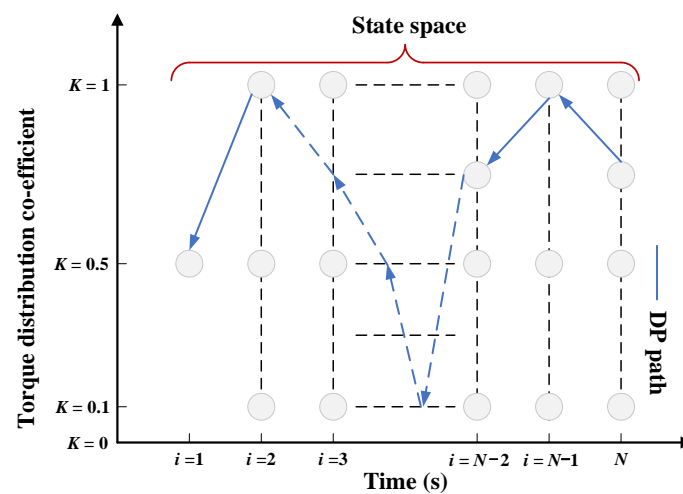 State space
Torque distribution co-efficient
K = 1
K = 0.5
K = 0.1
K = 0
DP path
i =1
i =2
i =3
i = N−2
i = N−1
N
Time (s)